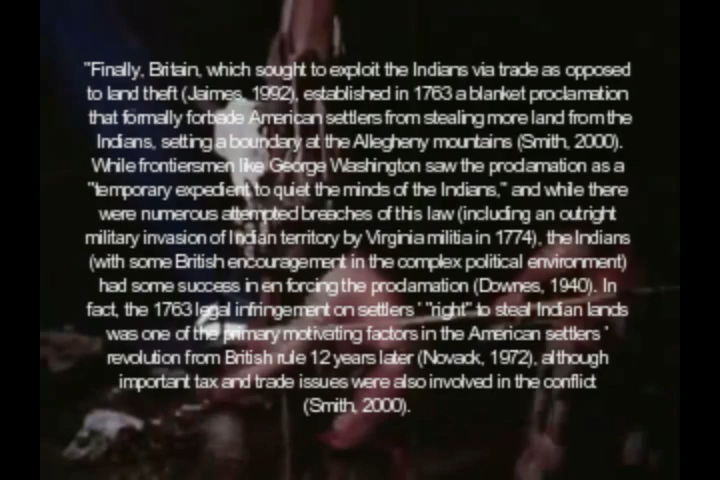 "Finally, Britain, which sought to exploit the Indians via trade as opposed
to land theft (Jaimes, 1992), established in 1763 a blanket proclamation
that formally forbade American settlers from stealing more land from the
Indians, setting a boundary at the Allegheny mountains (Smith, 2000).
While frontiersmen like George Washington saw the proclamation as a
"temporary expedient to quiet the minds of the Indians," and while there
were numerous attempted breaches of this law (including an outright
military invasion of Indian territory by Virginia militia in 1774), the Indians
(with some British encouragement in the complex political environment)
had some success in en forcing the proclamation (Downes, 1940). In
fact, the 1763 legal infringement on settlers ' "right" to steal Indian lands
was one of the primary motivating factors in the American settlers '
revolution from British rule 12 years later (Novack, 1972), although
important tax and trade issues were also involved in the conflict
(Smith, 2000).